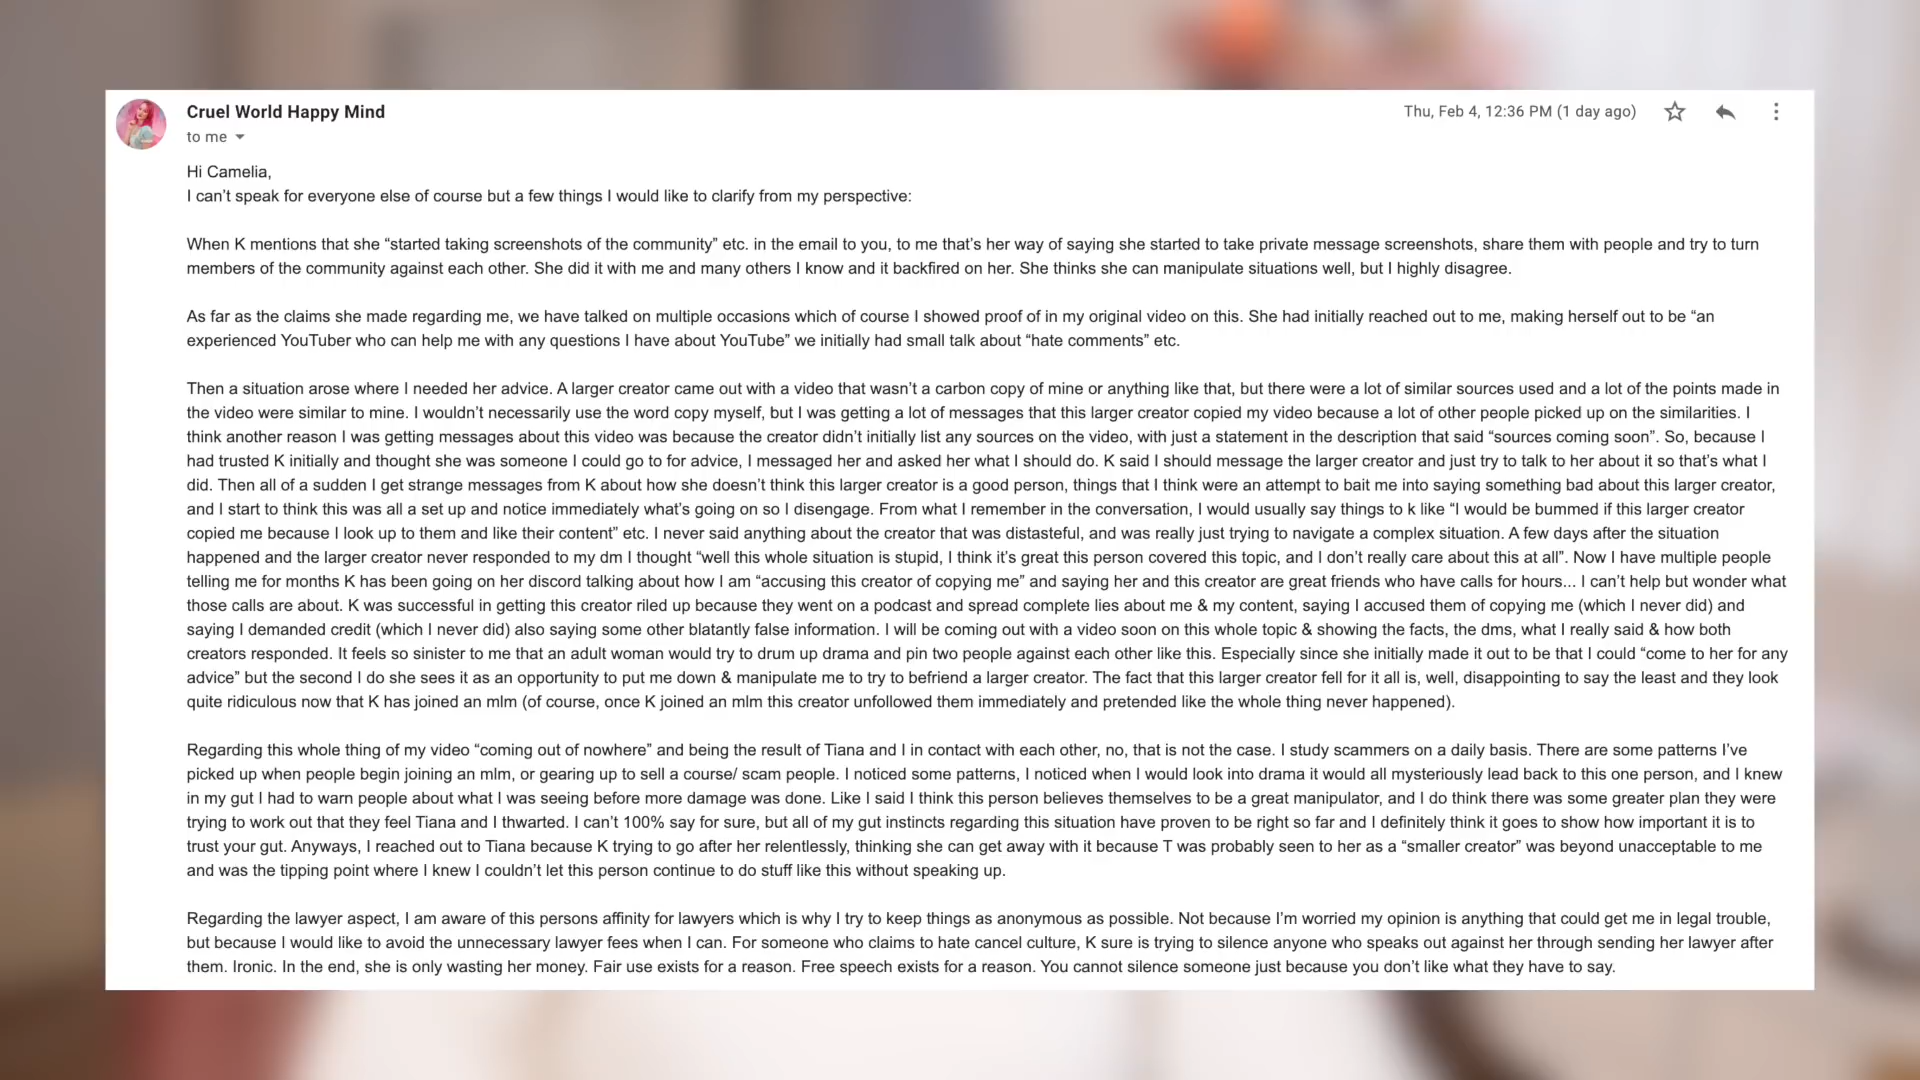 Cruel World Happy Mind
Thu, Feb 4, 12:36 PM (1 day ago)
to me
Hi Camelia,
I can't speak for everyone else of course but a few things I would like to clarify from my perspective:
When K mentions that she “started taking screenshots of the community” etc. in the email to you, to me that's her way of saying she started to take private message screenshots, share them with people and try to turn
members of the community against each other. She did it with me and many others I know and it backfired on her. She thinks she can manipulate situations well, but I highly disagree.
As far as the claims she made regarding me, we have talked on multiple occasions which of course I showed proof of in my original video on this. She had initially reached out to me, making herself out to be “an
experienced YouTuber who can help me with any questions I have about YouTube” we initially had small talk about “hate comments” etc.
Then a situation arose where I needed her advice. A larger creator came out with a video that wasn't a carbon copy of mine or anything like that, but there were a lot of similar sources used and a lot of the points made in
the video were similar to mine. I wouldn't necessarily use the word copy myself, but I was getting a lot of messages that this larger creator copied my video because a lot of other people picked up on the similarities. I
think another reason I was getting messages about this video was because the creator didn't initially list any sources on the video, with just a statement in the description that said “sources coming soon”. So, because I
had trusted K initially and thought she was someone I could go to for advice, I messaged her and asked her what I should do. K said I should message the larger creator and just try to talk to her about it so that's what I
did. Then all of a sudden I get strange messages from K about how she doesn't think this larger creator is a good person, things that I think were an attempt to bait me into saying something bad about this larger creator,
and I start to think this was all a set up and notice immediately what's going on so I disengage. From what I remember in the conversation, I would usually say things to k like “I would be bummed if this larger creator
copied me because I look up to them and like their content” etc. I never said anything about the creator that was distasteful, and was really just trying to navigate a complex situation. A few days after the situation
happened and the larger creator never responded to my dm I thought “well this whole situation is stupid, I think it's great this person covered this topic, and I don't really care about this at all”. Now I have multiple people
telling me for months K has been going on her discord talking about how I am “accusing this creator of copying me” and saying her and this creator are great friends who have calls for hours... I can't help but wonder what
those calls are about. K was successful in getting this creator riled up because they went on a podcast and spread complete lies about me & my content, saying I accused them of copying me (which I never did) and
saying I demanded credit (which I never did) also saying some other blatantly false information. I will be coming out with a video soon on this whole topic & showing the facts, the dms, what I really said & how both
creators responded. It feels so sinister to me that an adult woman would try to drum up drama and pin two people against each other like this. Especially since she initially made it out to be that I could “come to her for any
advice” but the second I do she sees it as an opportunity to put me down & manipulate me to try to befriend a larger creator. The fact that this larger creator fell for it all is, well, disappointing to say the least and they look
quite ridiculous now that K has joined an mlm (of course, once K joined an mlm this creator unfollowed them immediately and pretended like the whole thing never happened).
Regarding this whole thing of my video “coming out of nowhere” and being the result of Tiana and I in contact with each other, no, that is not the case. I study scammers on a daily basis. There are some patterns I've
picked up when people begin joining an mlm, or gearing up to sell a course/ scam people. I noticed some patterns, I noticed when I would look into drama it would all mysteriously lead back to this one person, and I knew
in my gut I had to warn people about what I was seeing before more damage was done. Like I said I think this person believes themselves to be a great manipulator, and I do think there was some greater plan they were
trying to work out that they feel Tiana and I thwarted. I can't 100% say for sure, but all of my gut instincts regarding this situation have proven to be right so far and I definitely think it goes to show how important it is to
trust your gut. Anyways, I reached out to Tiana because K trying to go after her relentlessly, thinking she can get away with it because T was probably seen to her as a “smaller creator” was beyond unacceptable to me
and was the tipping point where I knew I couldn't let this person continue to do stuff like this without speaking up.
Regarding the lawyer aspect, I am aware of this persons affinity for lawyers which is why I try to keep things as anonymous as possible. Not because I'm worried my opinion is anything that could get me in legal trouble,
but because I would like to avoid the unnecessary lawyer fees when I can. For someone who claims to hate cancel culture, K sure is trying to silence anyone who speaks out against her through sending her lawyer after
them. Ironic. In the end, she is only wasting her money. Fair use exists for a reason. Free speech exists for a reason. You cannot silence someone just because you don't like what they have to say.